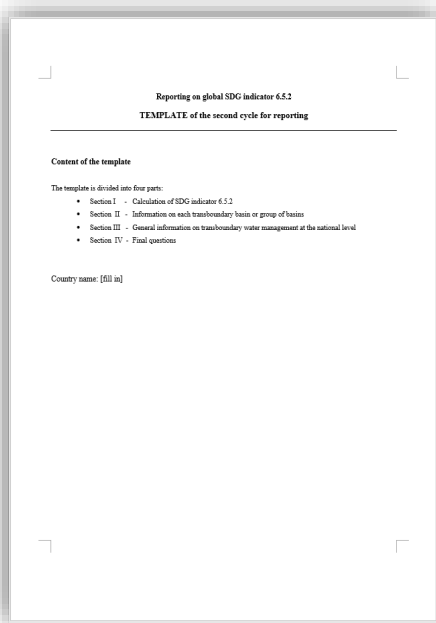 Reporting on global SDG indicator 6.5.2
TEMPLATE of the second cycle for reporting
Content of the template
The template is divided into four parts:
• Section I - Calculation of SDG indicator 6.5.2
• Section II - Information on each transboundary basin or group of basins
• Section III - General information on transboundary water management at the national level
• Section IV - Final questions
Country name: [fill in]